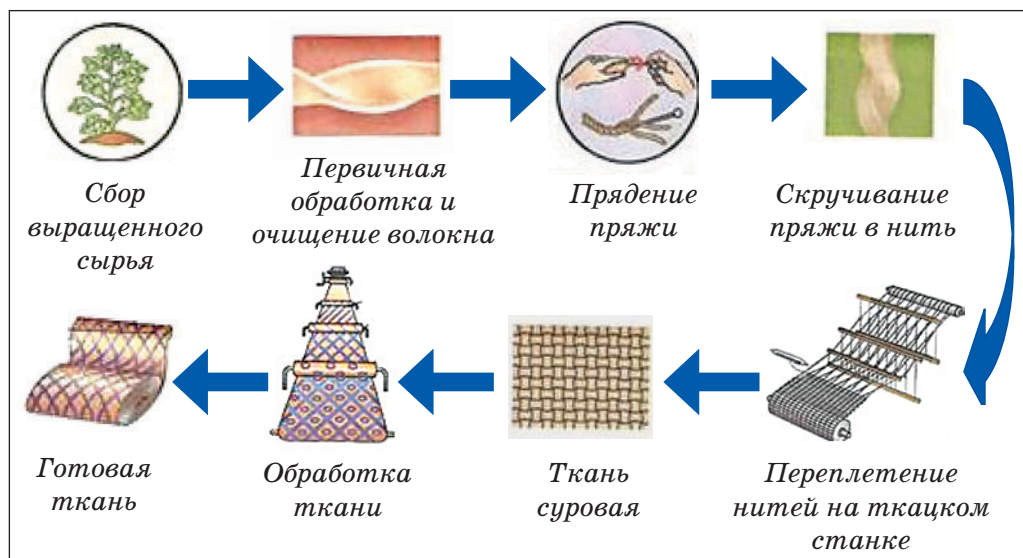 Сбор
выращенного
сырья
Первичная
обработка и
очищение волокна
Прядение
пряжи
Скручивание
пряжи в нить
Переплетение
нитей на ткацком
станке
Ткань
суровая
Обработка
ткани
Готовая
ткань